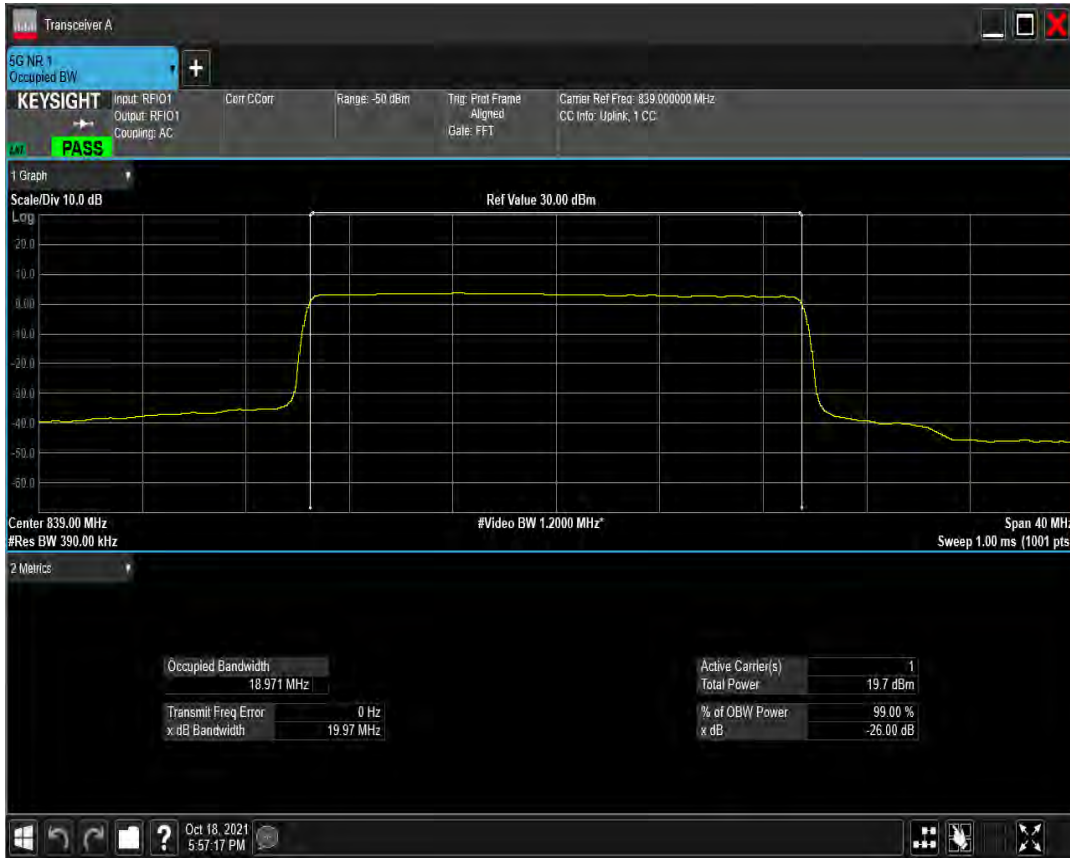 Transceiver A
5G NR 1
Occupied BW
+
KEYSIGHT
PASS
Input: RFIO1
Output: RFIO1
Coupling: AC
Corr CCorr
Range: -50 dBm
Trig: Prot Frame
Aligned
Gate: FFT
Carrier Ref Freq: 839.000000 MHz
CC Info: Uplink, 1 CC
1 Graph
Scale/Div 10.0 dB
Ref Value 30.00 dBm
Log
20.0
10.0
0.00
-10.0
-20.0
-30.0
-40.0
-50.0
-60.0
Center 839.00 MHz
#Video BW 1.2000 MHz*
Span 40 MHz
#Res BW 390.00 kHz
Sweep 1.00 ms (1001 pts
2 Metrics
Occupied Bandwidth
18.971 MHz
Transmit Freq Error 0 Hz
x dB Bandwidth 19.97 MHz
Active Carrier(s) 1
Total Power 19.7 dBm
% of OBW Power 99.00 %
x dB -26.00 dB
?
Oct 18, 2021
5:57:17 PM